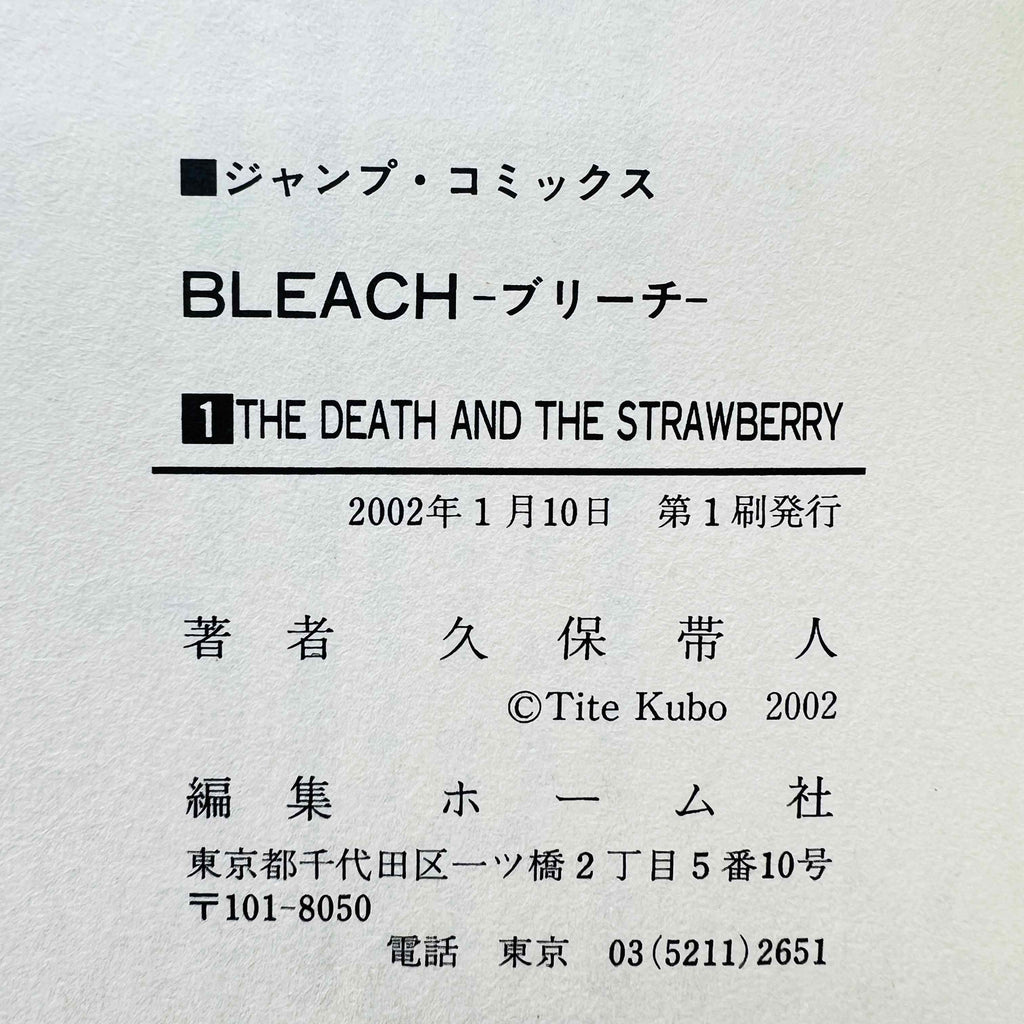 ■ジャンプ・コミックス
BLEACH-ブリーチ-
1 THE DEATH AND THE STRAWBERRY
2002年1月10日 第1刷発行
著者 久保帯人
©Tite Kubo 2002
編集 ホーム社
東京都千代田区一ツ橋2丁目5番10号
〒101-8050
電話 東京 03(5211)2651